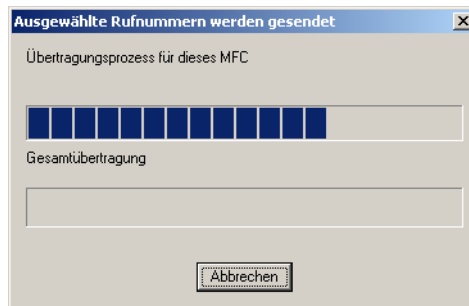 Ausgewählte Rufnummern werden gesendet
Übertragungsprozess für dieses MFC
Gesamtübertragung
Abbrechen